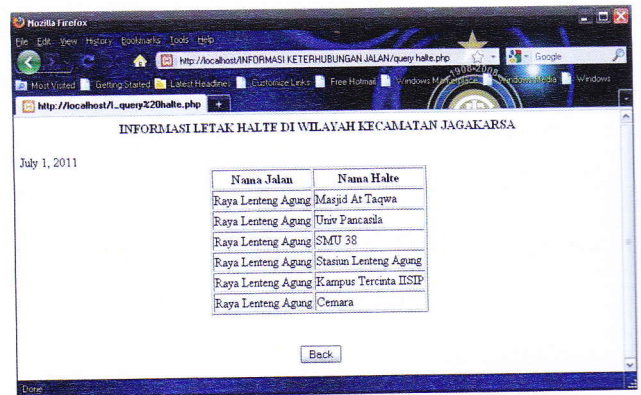 Mozilla Firefox
File Edit View History Bookmarks Tools Help
http://localhost/INFORMASI KETERHUBUNGAN JALAN/query halte.php
Google
Most Visited Getting Started Latest Headlines Customize Links Free Hotmail Windows Marketplace Windows Media Windows
1908-2008
http://localhost/I_query%20halte.php
INFORMASI LETAK HALTE DI WILAYAH KECAMATAN JAGAKARSA
July 1, 2011
Nama Jalan Nama Halte
Raya Lenteng Agung Masjid At Taqwa
Raya Lenteng Agung Univ Pancasila
Raya Lenteng Agung SMU 38
Raya Lenteng Agung Stasiun Lenteng Agung
Raya Lenteng Agung Kampus Tercinta IISIP
Raya Lenteng Agung Cemara
Back
Done